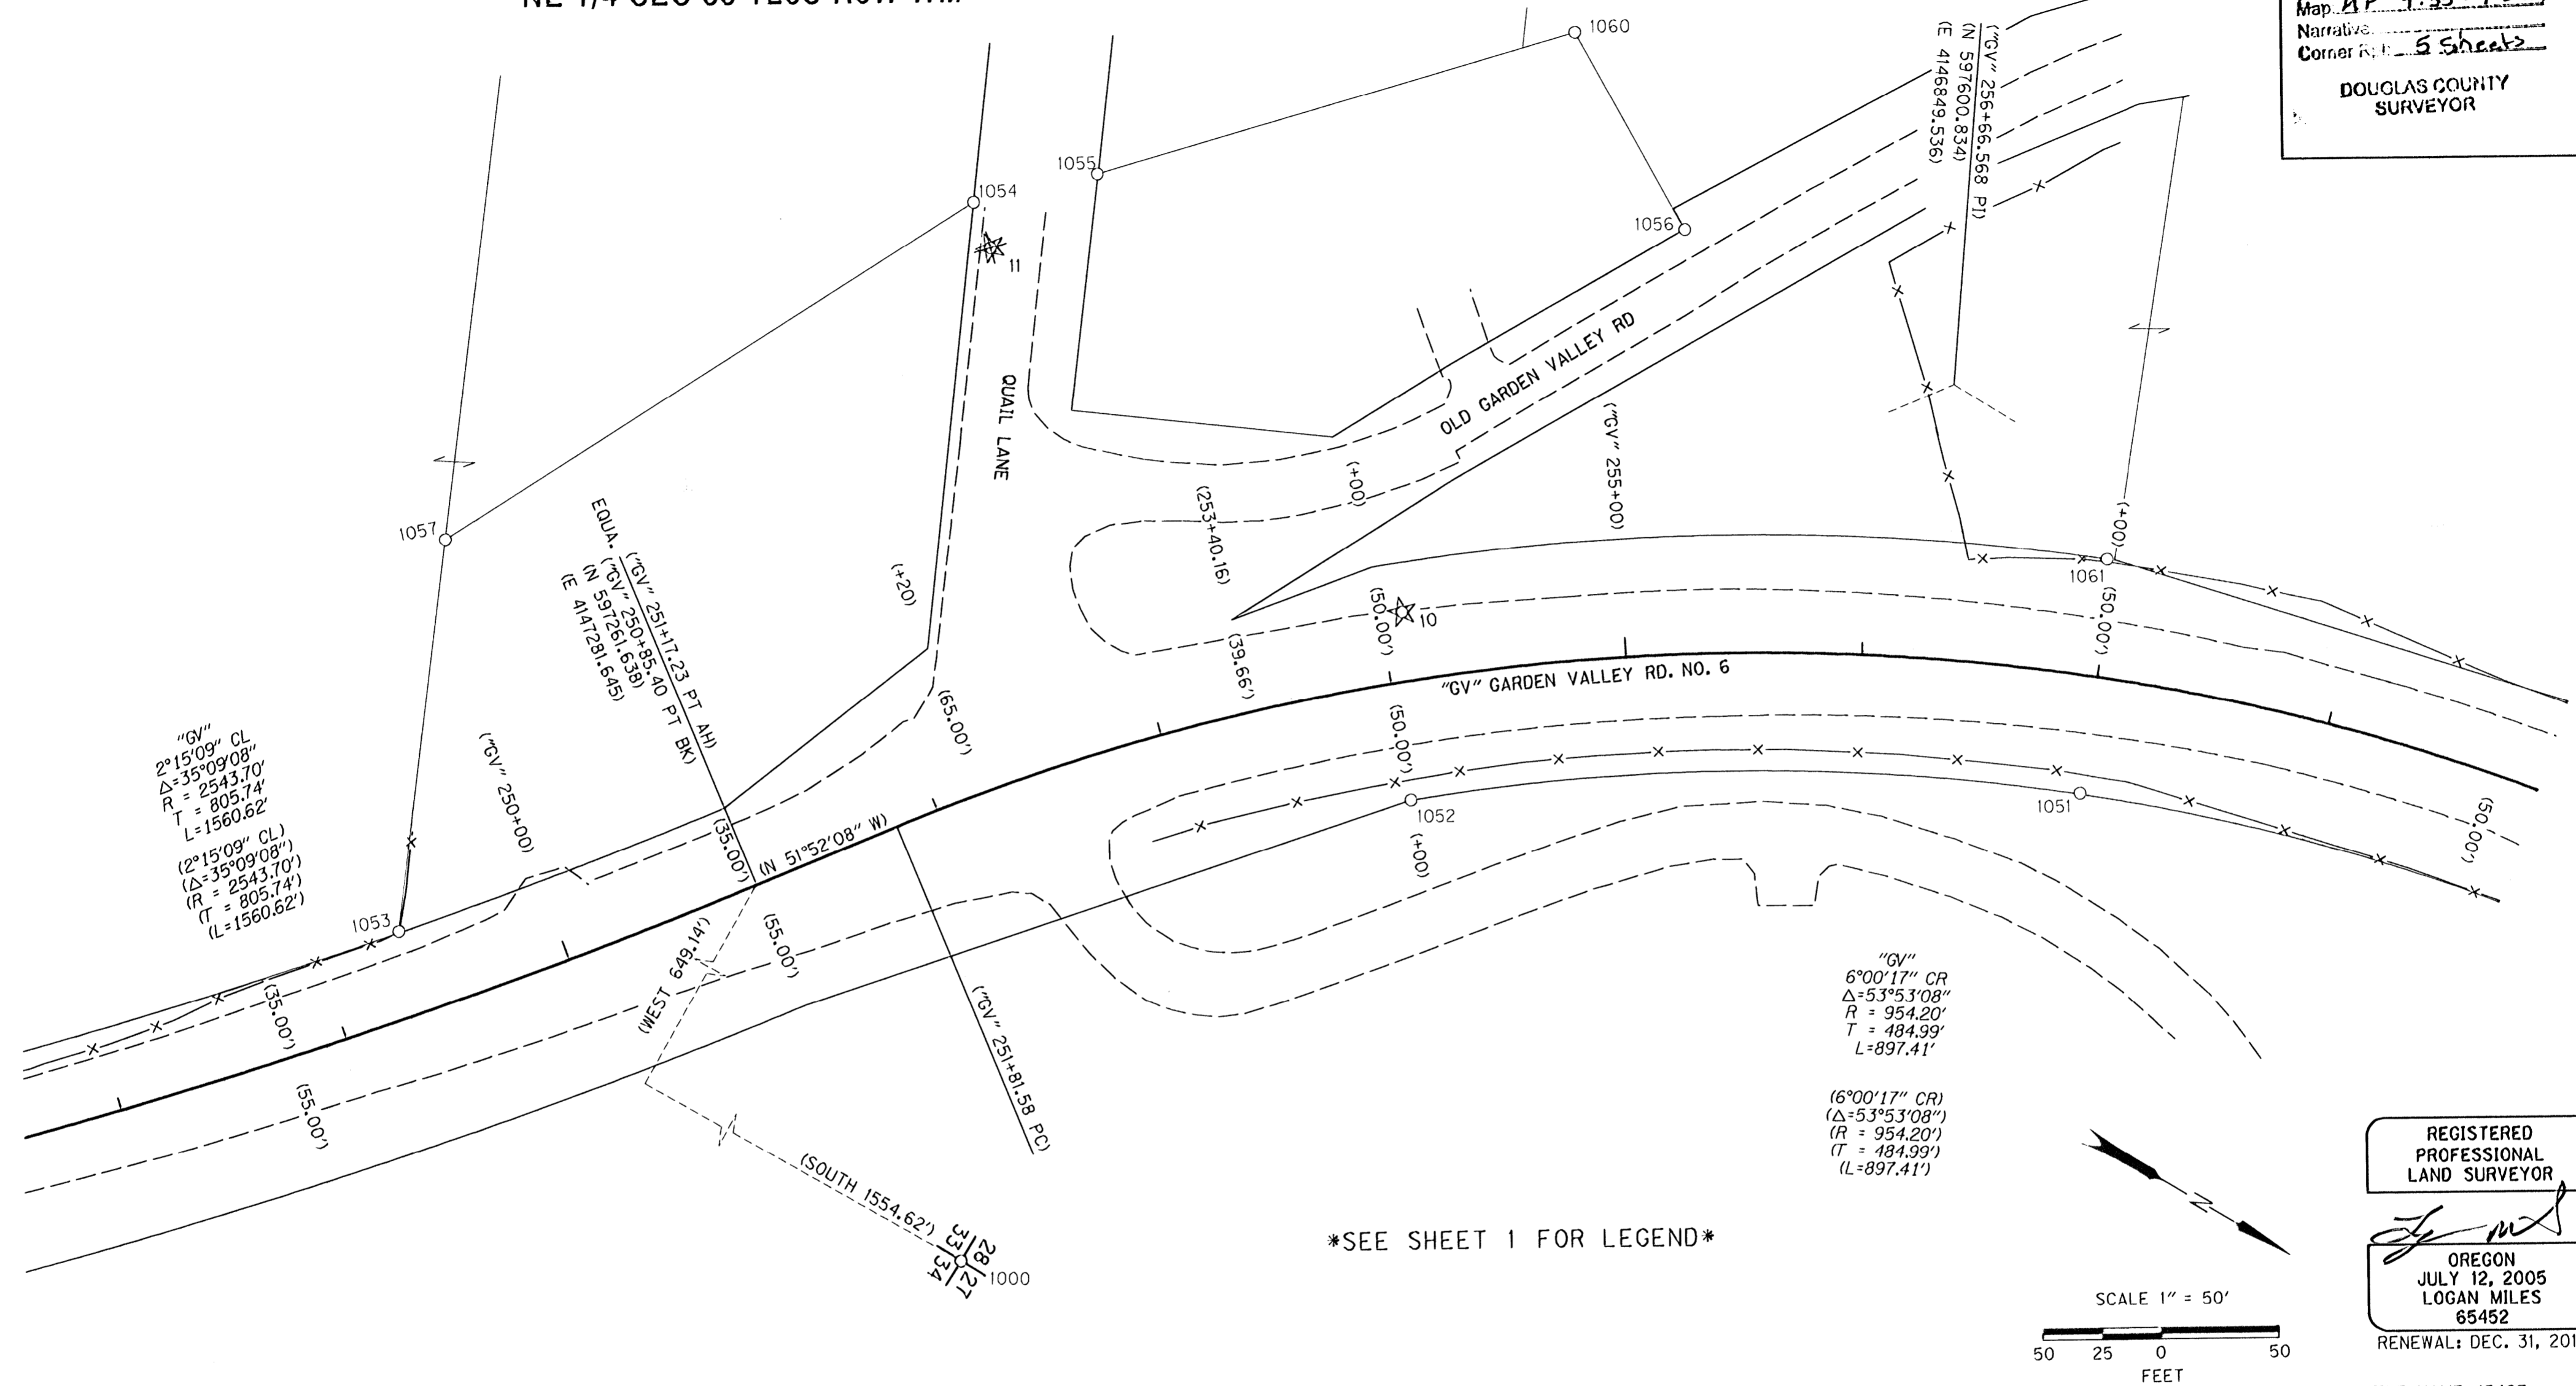 Map
Narrative
Corner 5 Sheets
DOUGLAS COUNTY
SURVEYOR
1060
("GV" 256+66.568 PI)
(N 597600.834)
(E 4146849.536)
1055
1054
11
1056
QUAIL LANE
OLD GARDEN VALLEY RD
("GV" 255+00)
(+00)
(253+40.16)
(+00)
1057
EQUA.
("GV" 251+17.23 PT AH)
("GV" 250+85.40 PT BK)
(N 597261.638)
(E 4147281.645)
(+20)
1061
(50.00')
(50.00')
10
(39.66')
"GV" GARDEN VALLEY RD. NO. 6
(65.00')
"GV"
2°15'09" CL
Δ=35°09'08"
R = 2543.70'
T = 805.74'
L=1560.62'
(2°15'09" CL)
(Δ=35°09'08")
(R = 2543.70')
(T = 805.74')
(L=1560.62')
("GV" 250+00)
(35.00')
(N 51°52'08" W)
(50.00')
1052
(+00)
1051
(50.00')
1053
(35.00')
(55.00')
(WEST 649.14')
(55.00')
("GV" 251+81.58 PC)
"GV"
6°00'17" CR
Δ=53°53'08"
R = 954.20'
T = 484.99'
L=897.41'
(6°00'17" CR)
(Δ=53°53'08")
(R = 954.20')
(T = 484.99')
(L=897.41')
(SOUTH 1554.62')
28
33
27
34
1000
*SEE SHEET 1 FOR LEGEND*
N
REGISTERED
PROFESSIONAL
LAND SURVEYOR
OREGON
JULY 12, 2005
LOGAN MILES
65452
RENEWAL: DEC. 31, 201
SCALE 1" = 50'
50 25 0 50
FEET